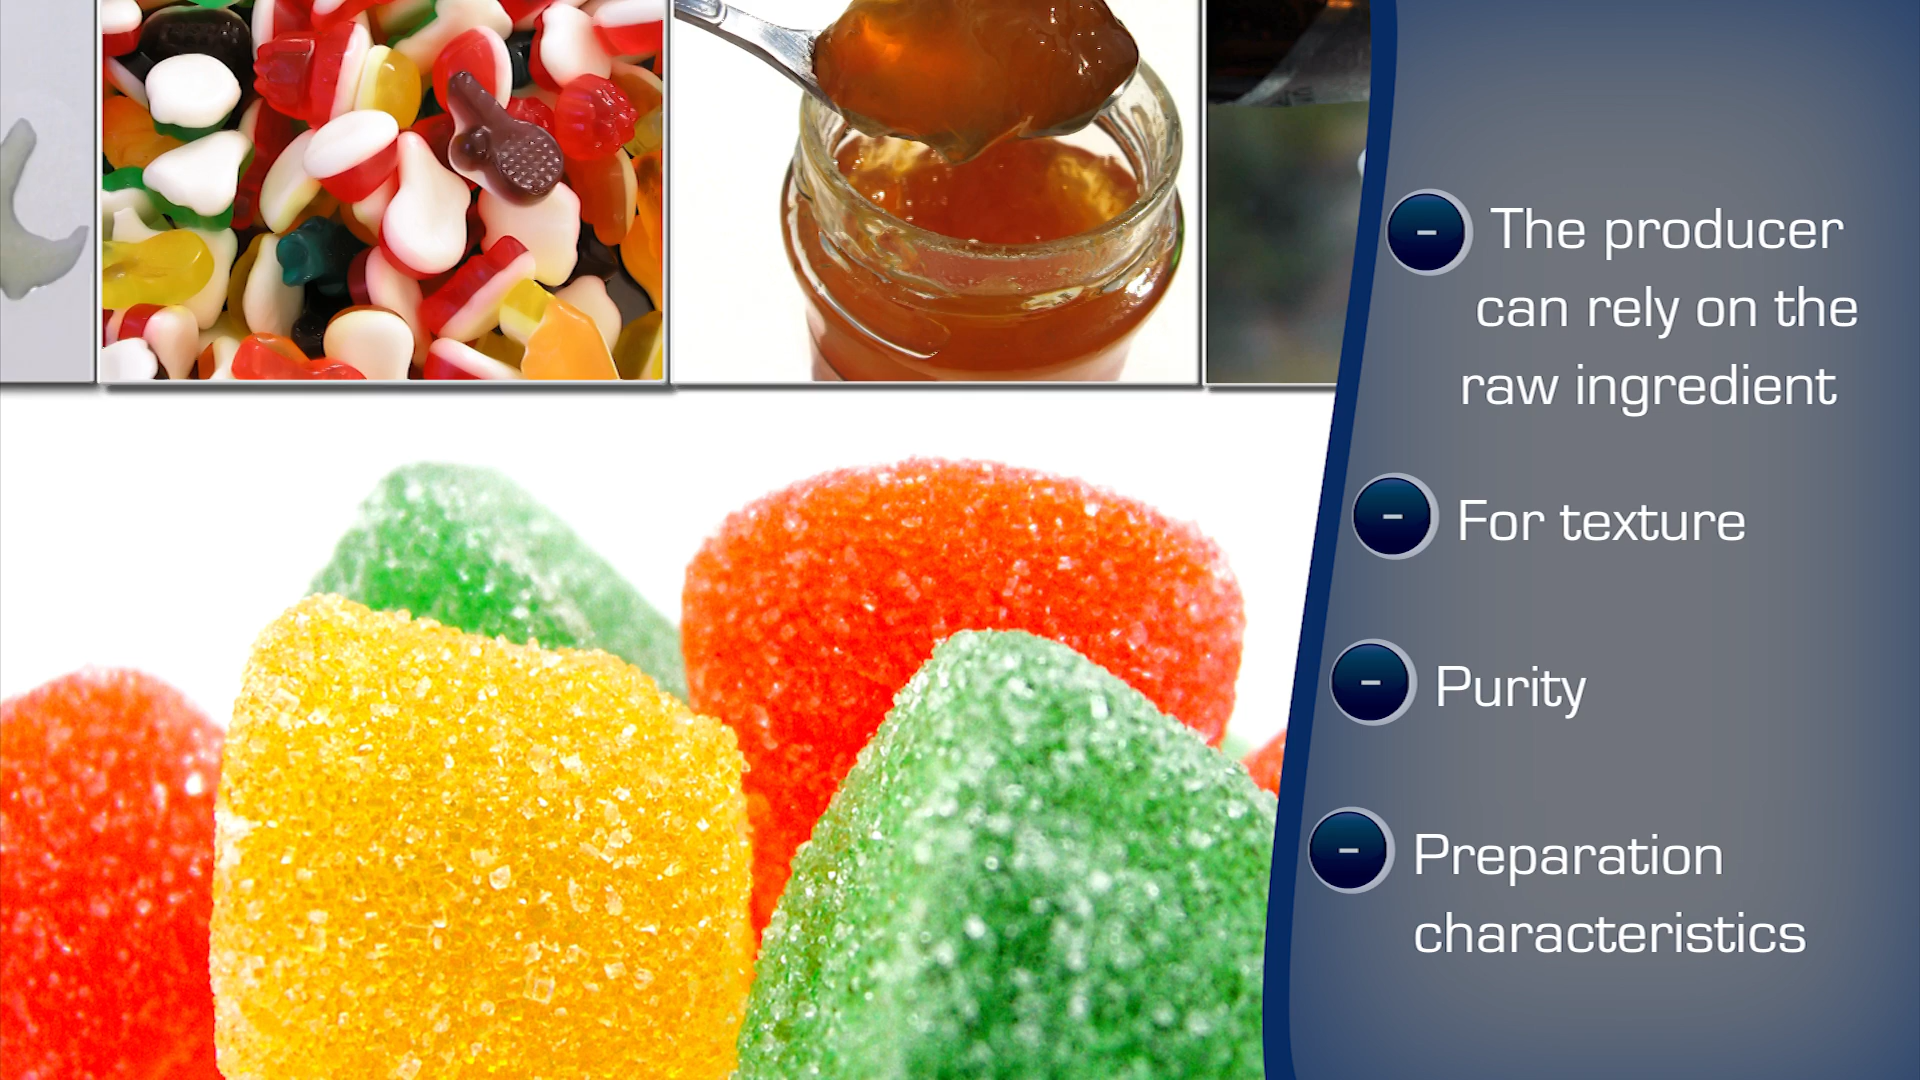 - The producer
can rely on the
raw ingredient
- For texture
- Purity
- Preparation
characteristics